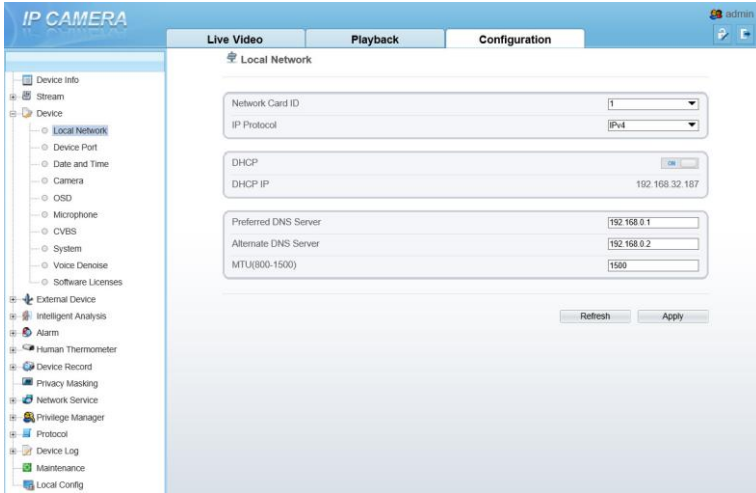 IP CAMERA
admin
Live Video Playback Configuration
Local Network
Device Info
Stream
Device
Local Network
Device Port
Date and Time
Camera
OSD
Microphone
CVBS
System
Voice Denoise
Software Licenses
External Device
Intelligent Analysis
Alarm
Human Thermometer
Device Record
Privacy Masking
Network Service
Privilege Manager
Protocol
Device Log
Maintenance
Local Config
Network Card ID 1
IP Protocol IPv4
DHCP ON
DHCP IP 192.168.32.187
Preferred DNS Server 192.168.0.1
Alternate DNS Server 192.168.0.2
MTU(800-1500) 1500
Refresh Apply